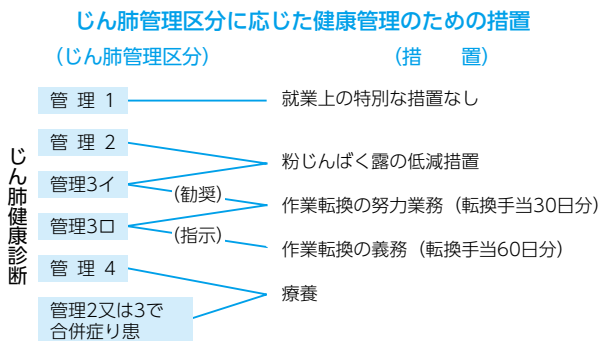 じん肺管理区分に応じた健康管理のための措置
（じん肺管理区分）
（措　置）
じん肺健康診断
管 理 1
就業上の特別な措置なし
管 理 2
粉じんばく露の低減措置
管理3イ
（勧奨）
作業転換の努力業務（転換手当30日分）
管理3ロ
（指示）
作業転換の義務（転換手当60日分）
管 理 4
療養
管理2又は3で
合併症り患